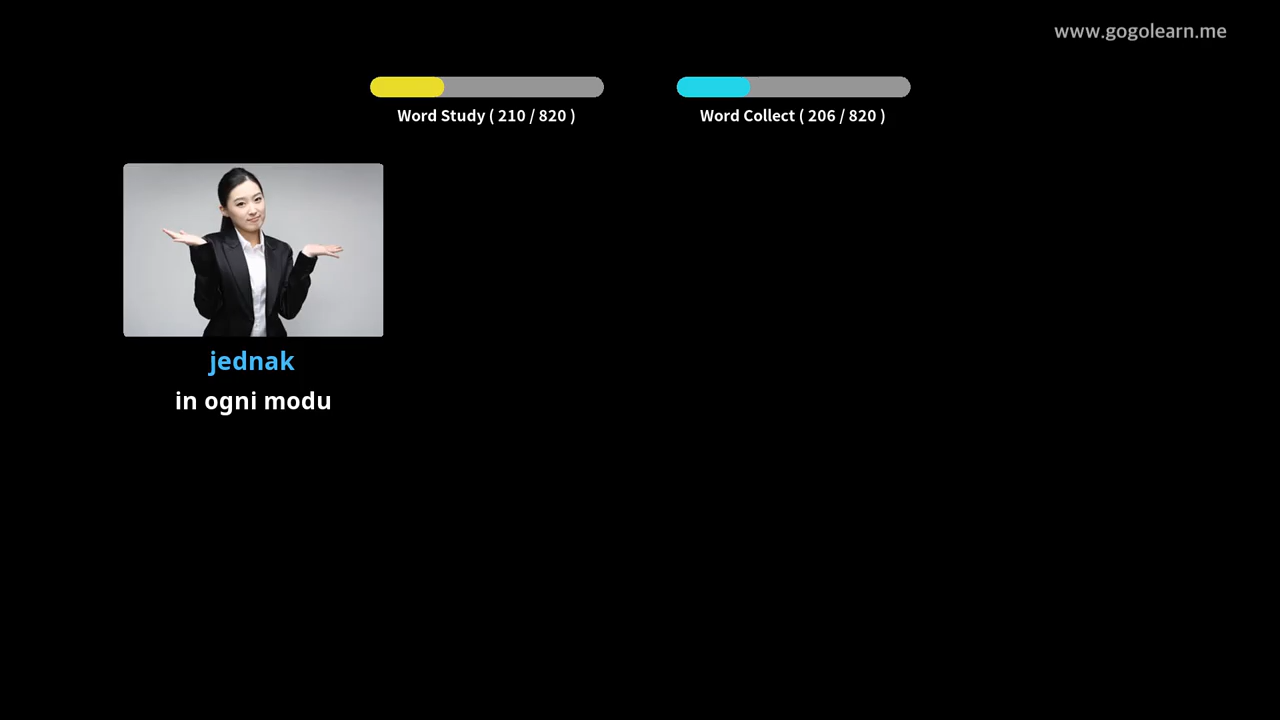 www.gogolearn.me
Word Study ( 210 / 820 )
Word Collect ( 206 / 820 )
jednak
in ogni modu